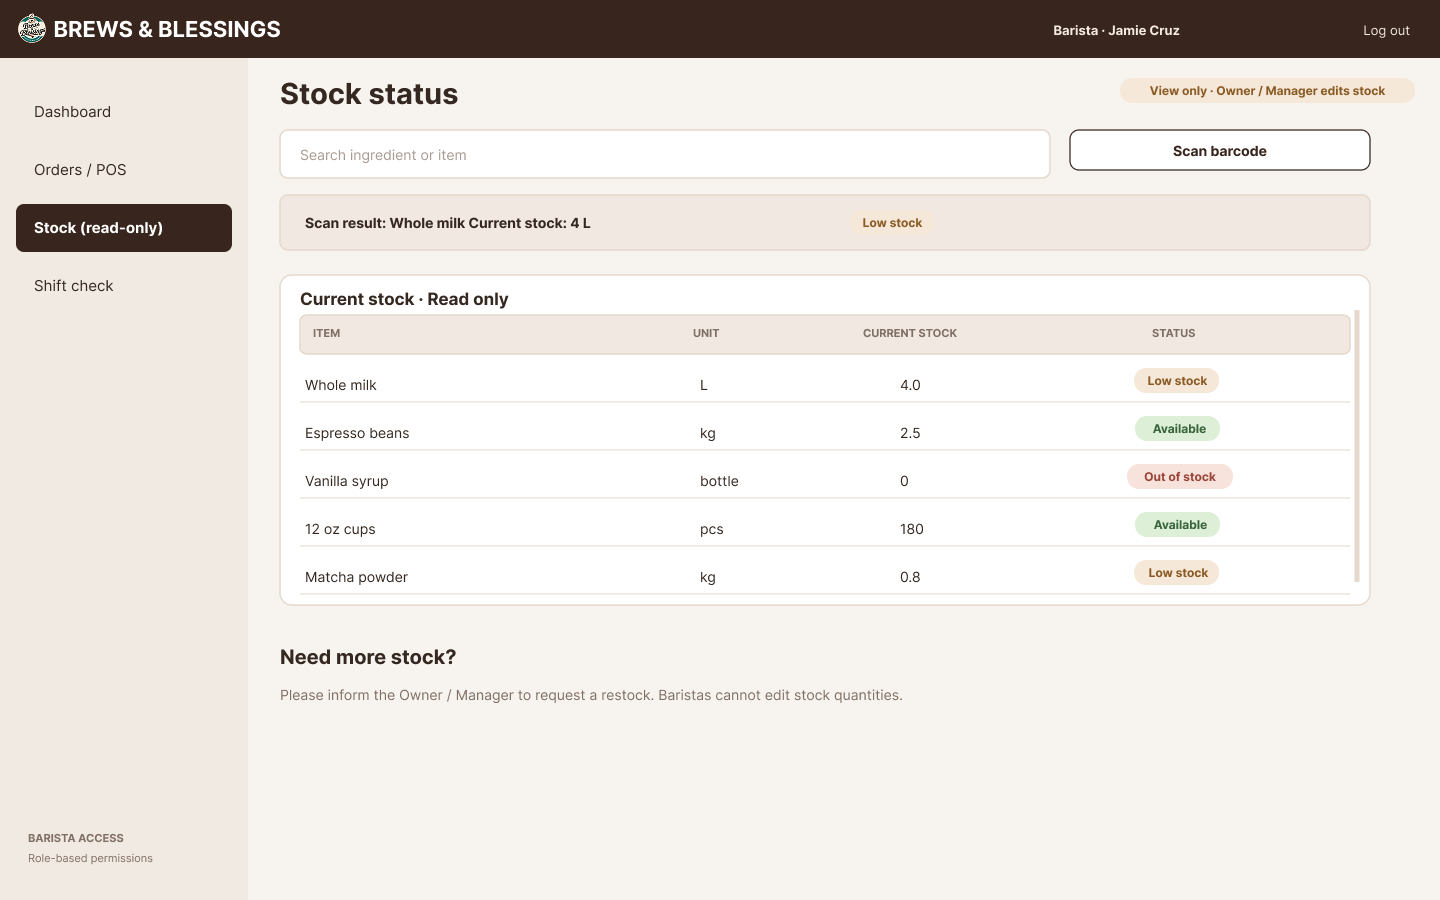 BREWS & BLESSINGS
Barista · Jamie Cruz
Log out
Dashboard
Orders / POS
Stock (read-only)
Shift check
BARISTA ACCESS
Role-based permissions
Stock status
View only · Owner / Manager edits stock
Search ingredient or item
Scan barcode
Scan result: Whole milk Current stock: 4 L
Low stock
Current stock · Read only
ITEM UNIT CURRENT STOCK STATUS
Whole milk L 4.0 Low stock
Espresso beans kg 2.5 Available
Vanilla syrup bottle 0 Out of stock
12 oz cups pcs 180 Available
Matcha powder kg 0.8 Low stock
Need more stock?
Please inform the Owner / Manager to request a restock. Baristas cannot edit stock quantities.